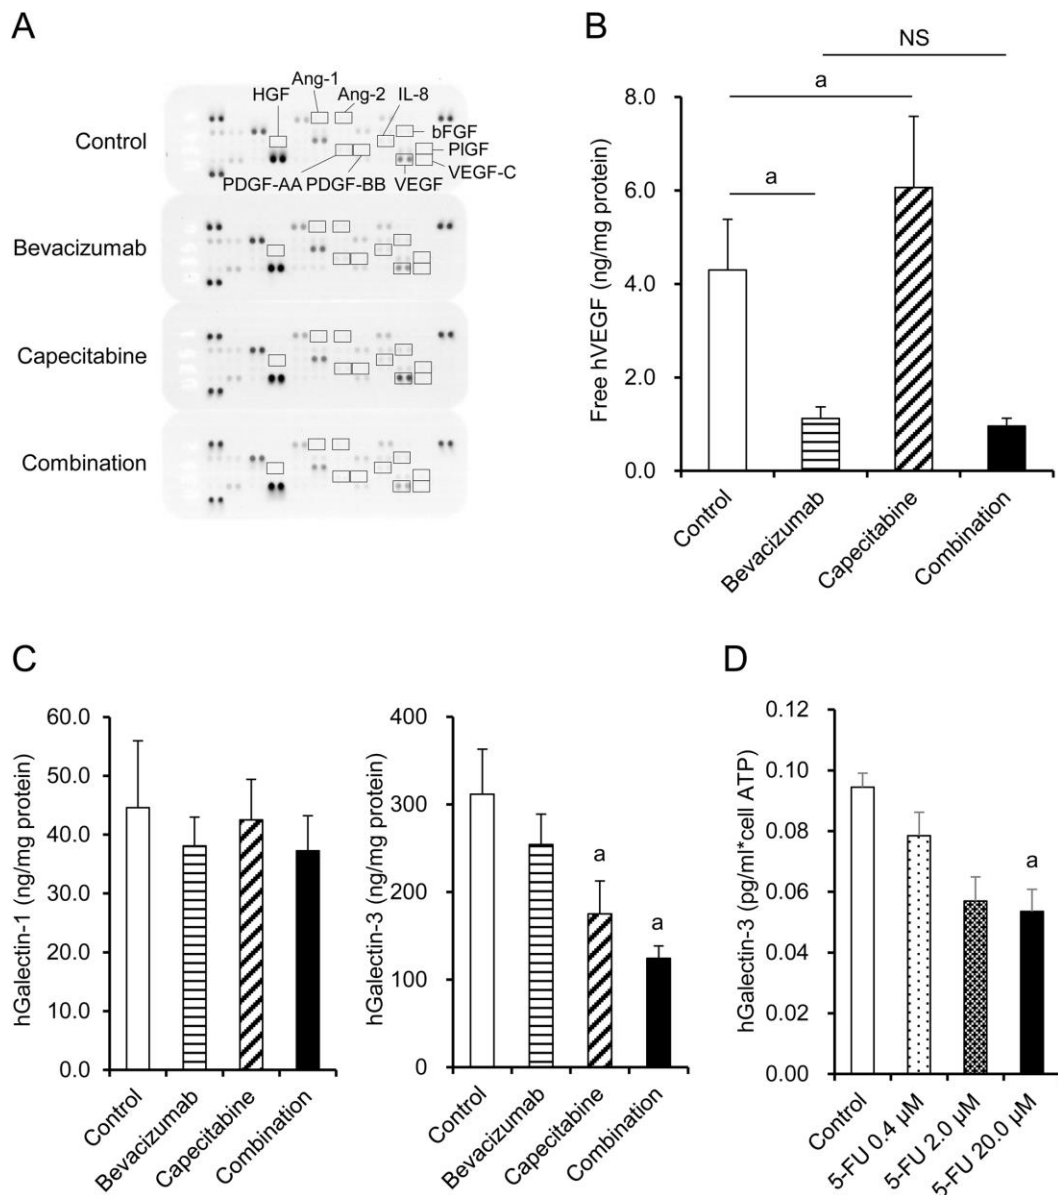 A
B
Ang-1
HGF
Ang-2
IL-8
Control
bFGF
PlGF
VEGF-C
PDGF-AA PDGF-BB VEGF
Bevacizumab
Capecitabine
Combination
NS
a
a
Free hVEGF (ng/mg protein)
8.0
6.0
4.0
2.0
0.0
Control
Bevacizumab
Capecitabine
Combination
C
hGalectin-1 (ng/mg protein)
60.0
50.0
40.0
30.0
20.0
10.0
0.0
Control
Bevacizumab
Capecitabine
Combination
hGalectin-3 (ng/mg protein)
400
300
200
100
0
a
a
Control
Bevacizumab
Capecitabine
Combination
D
hGalectin-3 (pg/ml*cell ATP)
0.12
0.10
0.08
0.06
0.04
0.02
0.00
a
Control
5-FU 0.4 µM
5-FU 2.0 µM
5-FU 20.0 µM